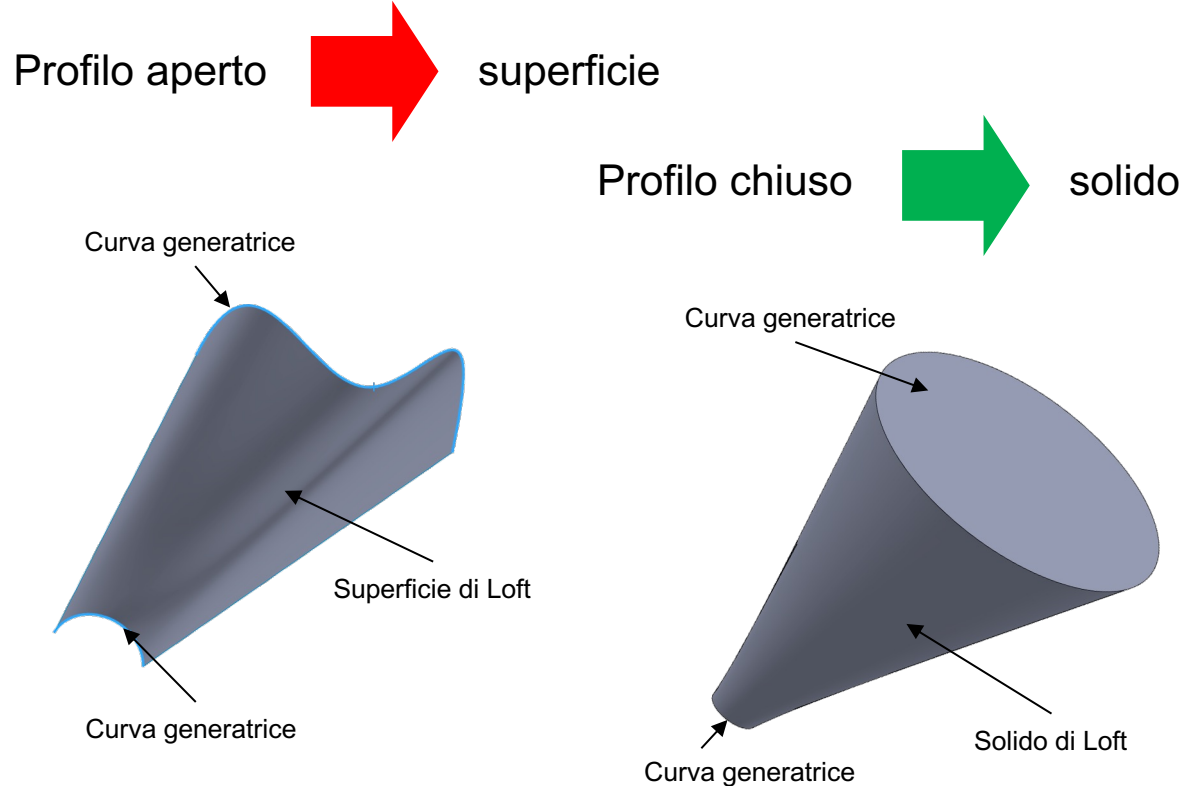 Profilo aperto
superficie
Profilo chiuso
solido
Curva generatrice
Superficie di Loft
Curva generatrice
Curva generatrice
Solido di Loft
Curva generatrice